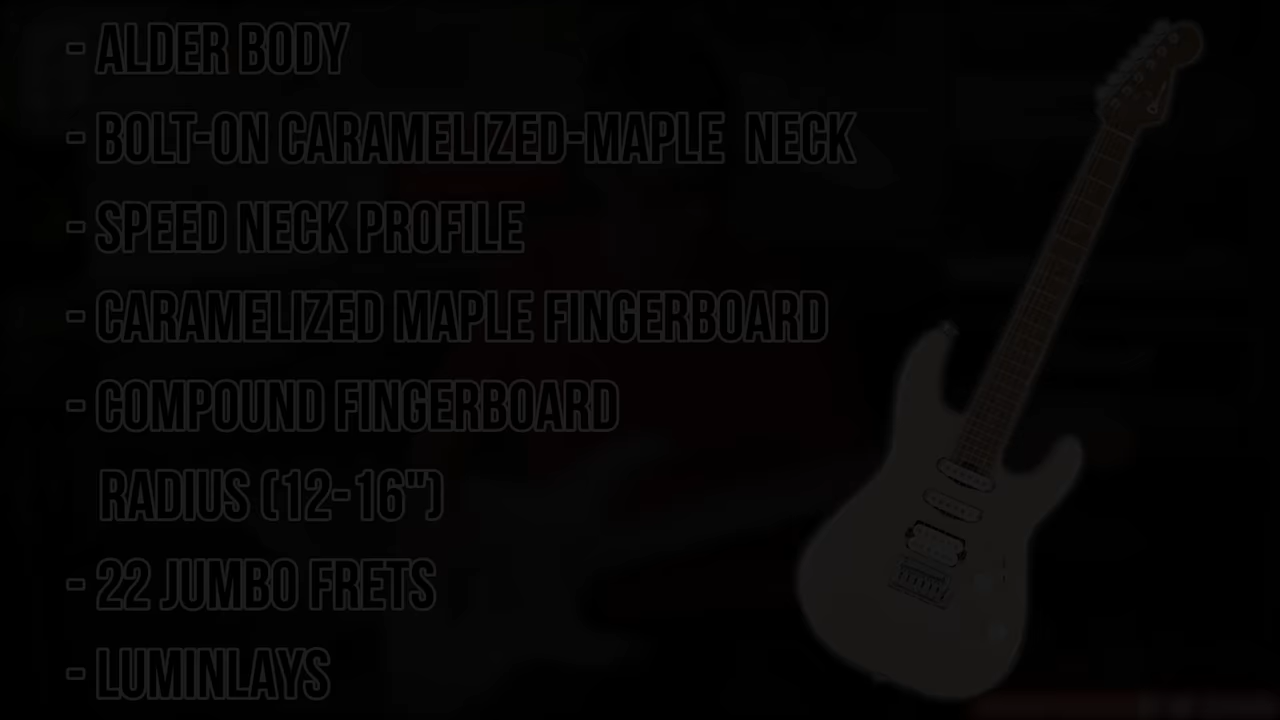 - ALDER BODY
- BOLT-ON CARAMELIZED-MAPLE NECK
- SPEED NECK PROFILE
- CARAMELIZED MAPLE FINGERBOARD
- COMPOUND FINGERBOARD
RADIUS (12-16")
- 22 JUMBO FRETS
- LUMINLAYS